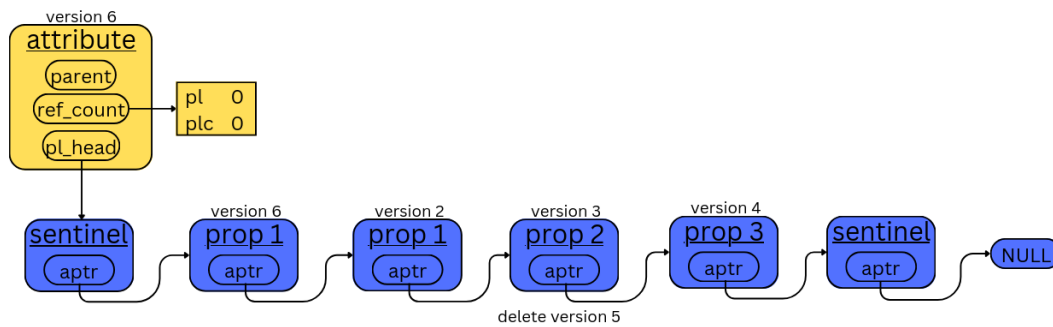 version 6
attribute
parent
ref_count
pl_head
pl 0
plc 0
version 6
version 2
version 3
version 4
sentinel
prop 1
prop 1
prop 2
prop 3
sentinel
aptr
aptr
aptr
aptr
aptr
aptr
NULL
delete version 5